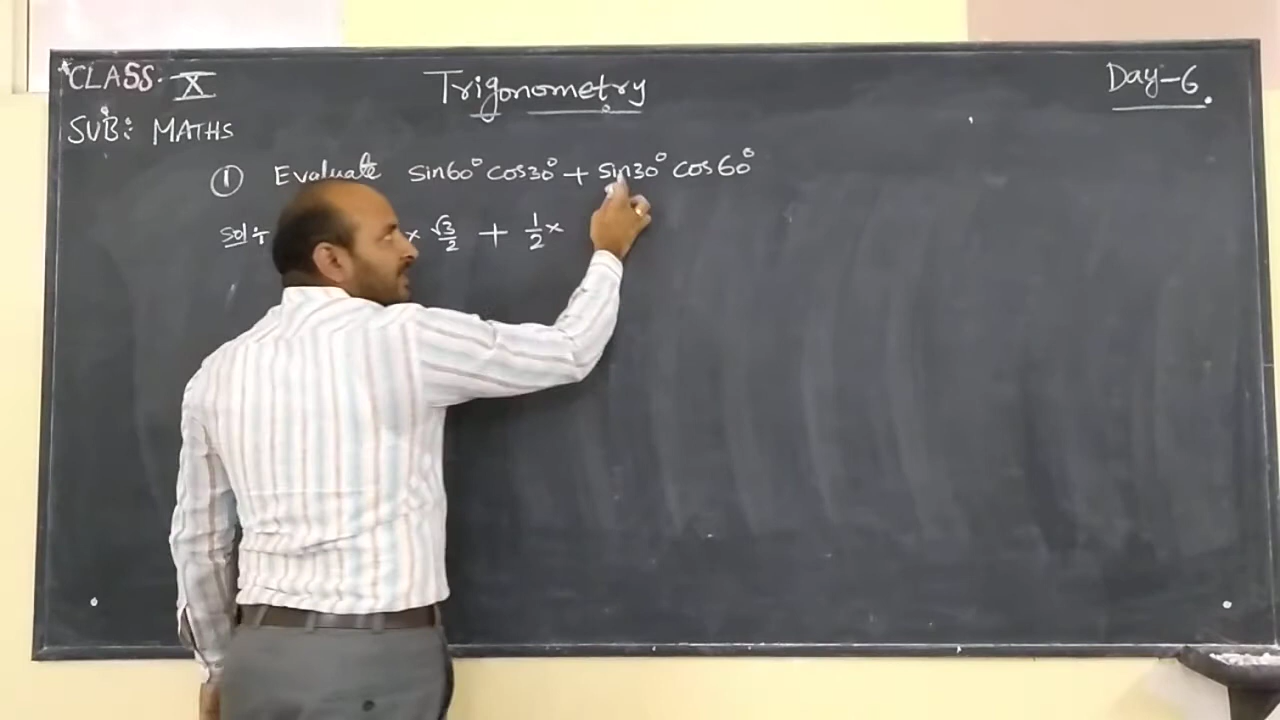 CLASS: X
Trigonometry
Day-6.
SUB: MATHS
① Evaluate sin60° cos30° + sin30° cos60°
Sol:- × √3/2 + 1/2 ×